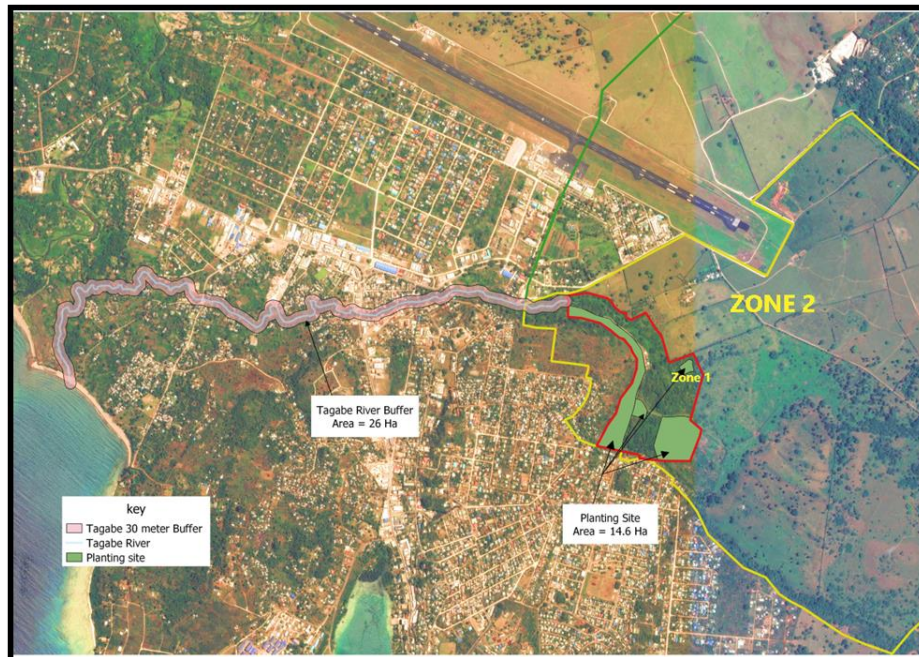 ZONE 2
Zone 1
Tagabe River Buffer
Area = 26 Ha
Planting Site
Area = 14.6 Ha
key
Tagabe 30 meter Buffer
Tagabe River
Planting site